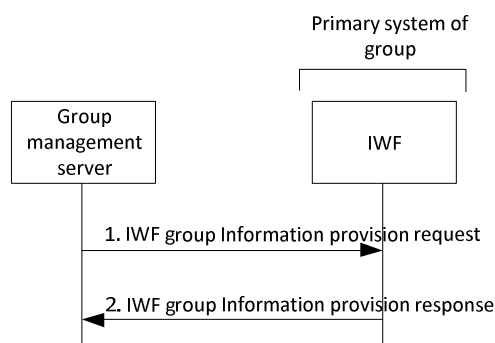 Primary system of
group
Group
management
server
IWF
1. IWF group Information provision request
2. IWF group Information provision response